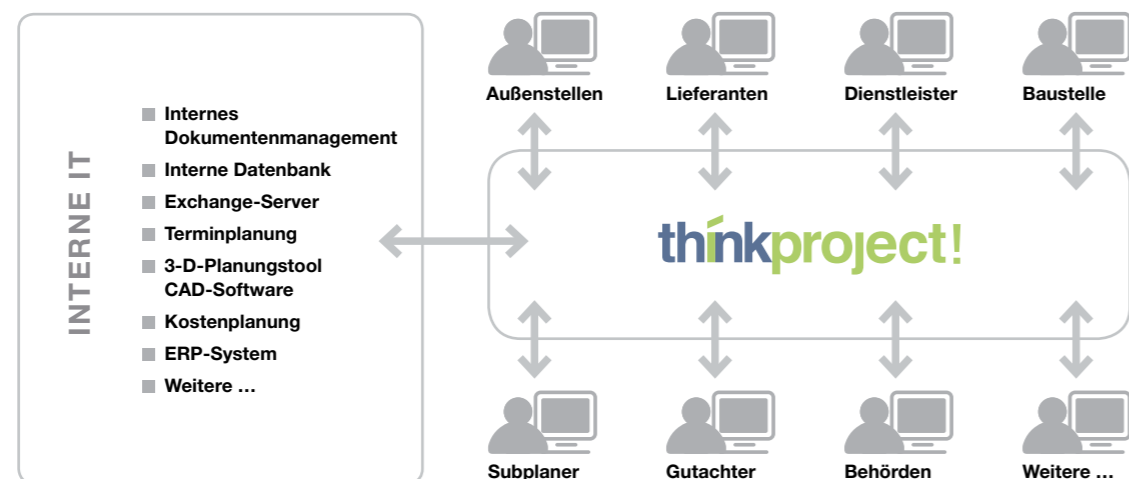 INTERNE IT
Internes
Dokumentenmanagement
Interne Datenbank
Exchange-Server
Terminplanung
3-D-Planungstool
CAD-Software
Kostenplanung
ERP-System
Weitere …
Außenstellen
Lieferanten
Dienstleister
Baustelle
thinkproject!
Subplaner
Gutachter
Behörden
Weitere …